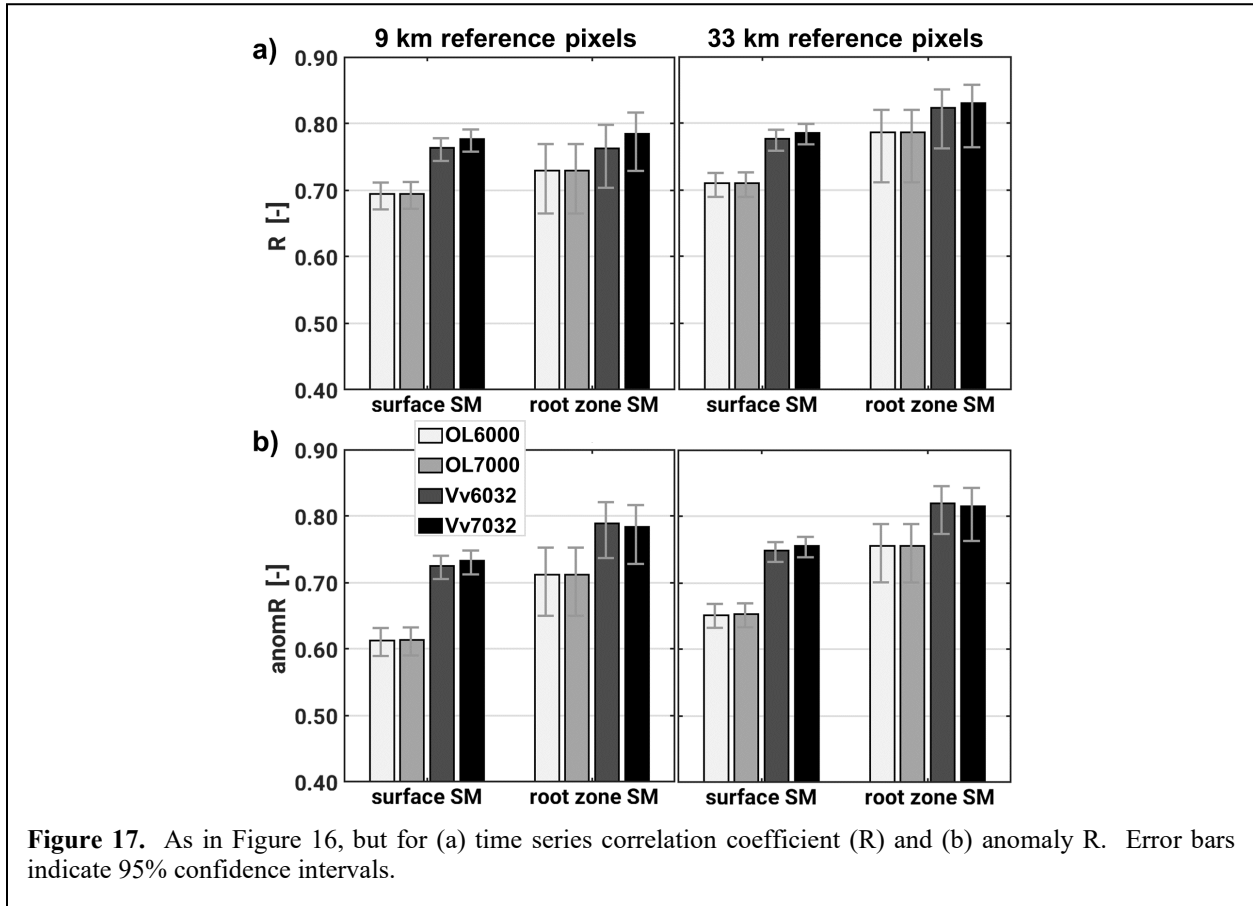 9 km reference pixels
33 km reference pixels
a)
0.90
0.80
0.70
0.60
0.50
0.40
R [-]
surface SM
root zone SM
surface SM
root zone SM
b)
OL6000
OL7000
Vv6032
Vv7032
0.90
0.80
0.70
0.60
0.50
0.40
anomR [-]
surface SM
root zone SM
surface SM
root zone SM
Figure 17. As in Figure 16, but for (a) time series correlation coefficient (R) and (b) anomaly R. Error bars
indicate 95% confidence intervals.